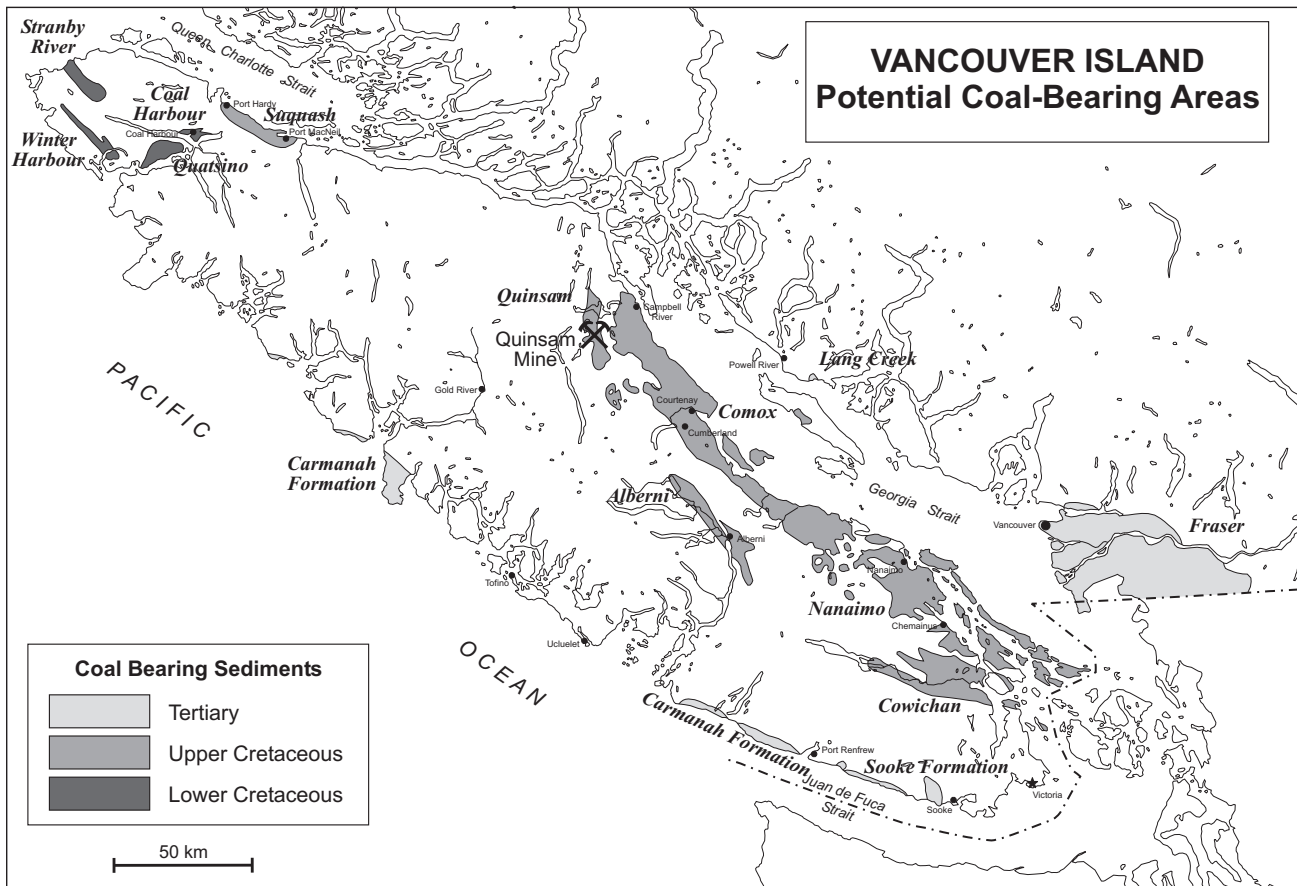 VANCOUVER ISLAND
Potential Coal-Bearing Areas
Stranby
River
Queen Charlotte
Strait
Coal
Harbour
Port Hardy
Suquash
Port MacNeil
Coal Harbour
Winter
Harbour
Quatsino
Quinsam
Campbell
River
Quinsam
Mine
Powell River
Lang Creek
Gold River
PACIFIC
Courtenay
Comox
Cumberland
Carmanah
Formation
Alberni
Georgia
Strait
Vancouver
Fraser
Alberni
Nanaimo
Tofino
Nanaimo
Chemainus
Ucluelet
OCEAN
Cowichan
Carmanah Formation
Port Renfrew
Sooke Formation
Juan de Fuca
Strait
Sooke
Victoria
Coal Bearing Sediments
Tertiary
Upper Cretaceous
Lower Cretaceous
50 km